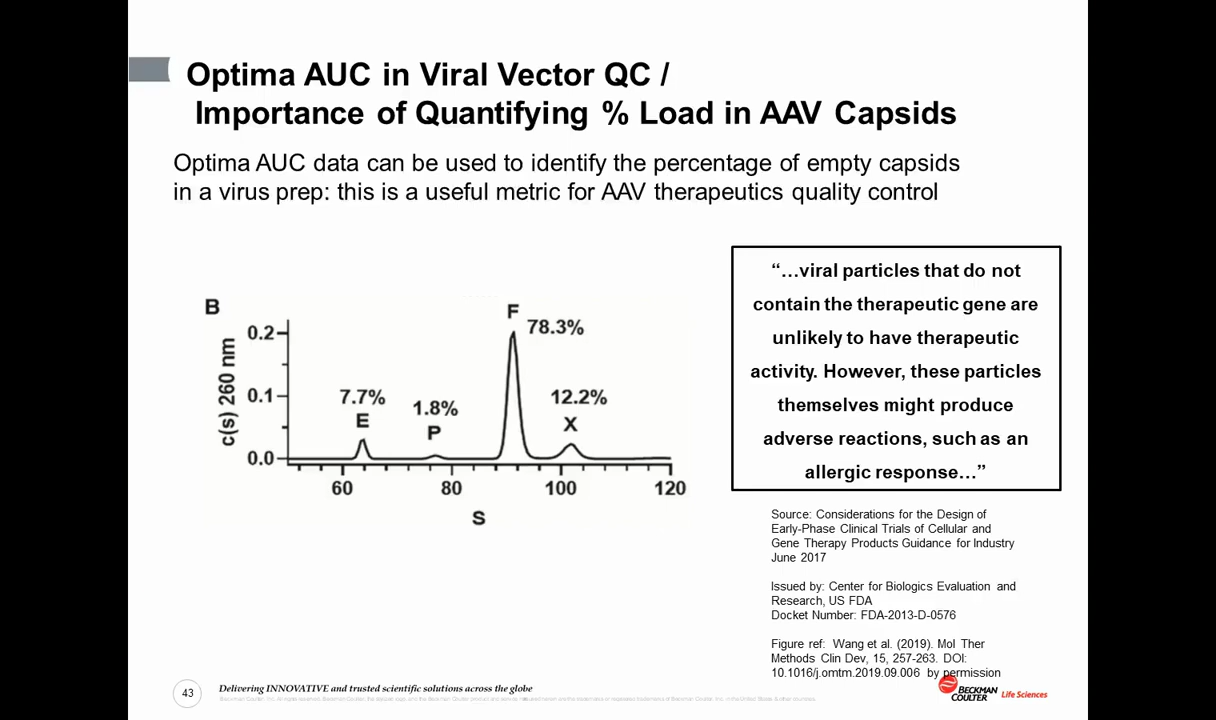 Optima AUC in Viral Vector QC /
Importance of Quantifying % Load in AAV Capsids
Optima AUC data can be used to identify the percentage of empty capsids
in a virus prep: this is a useful metric for AAV therapeutics quality control
B
c(s) 260 nm
0.2
0.1
0.0
7.7%
E
1.8%
P
F
78.3%
12.2%
X
60
80
100
120
S
“…viral particles that do not
contain the therapeutic gene are
unlikely to have therapeutic
activity. However, these particles
themselves might produce
adverse reactions, such as an
allergic response…”
Source: Considerations for the Design of
Early-Phase Clinical Trials of Cellular and
Gene Therapy Products Guidance for Industry
June 2017
Issued by: Center for Biologics Evaluation and
Research, US FDA
Docket Number: FDA-2013-D-0576
Figure ref: Wang et al. (2019). Mol Ther
Methods Clin Dev, 15, 257-263. DOI:
10.1016/j.omtm.2019.09.006 by permission
43
Delivering INNOVATIVE and trusted scientific solutions across the globe
BECKMAN
COULTER
Life Sciences